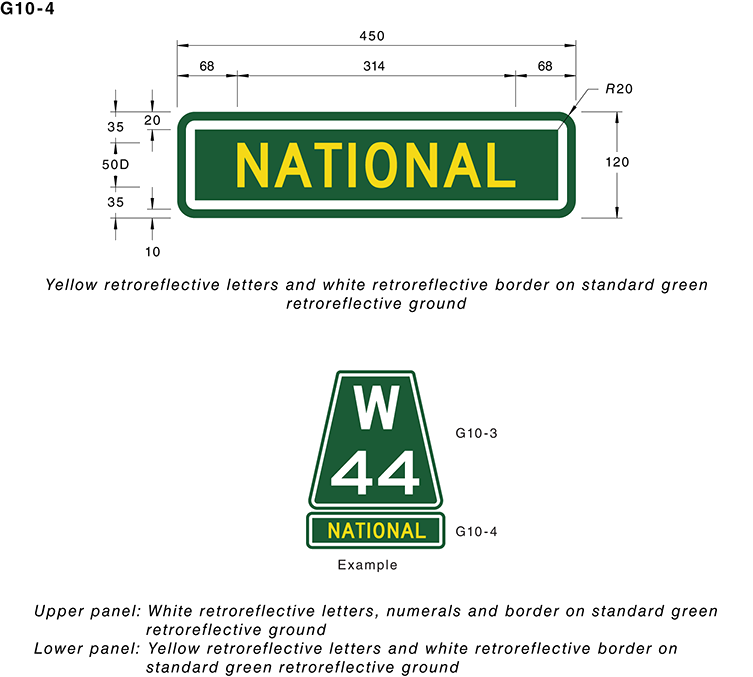 G10-4
450
68 314 68
R20
35 20
50D
NATIONAL
120
35
10
Yellow retroreflective letters and white retroreflective border on standard green
retroreflective ground
W
44
G10-3
NATIONAL
G10-4
Example
Upper panel: White retroreflective letters, numerals and border on standard green
retroreflective ground
Lower panel: Yellow retroreflective letters and white retroreflective border on
standard green retroreflective ground